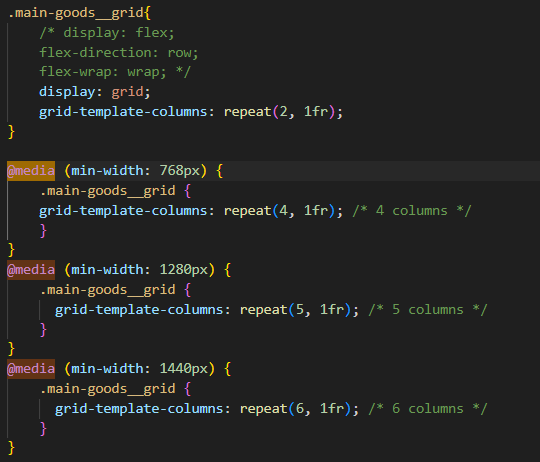 .main-goods__grid{
/* display: flex;
flex-direction: row;
flex-wrap: wrap; */
display: grid;
grid-template-columns: repeat(2, 1fr);
}
@media (min-width: 768px) {
.main-goods__grid {
grid-template-columns: repeat(4, 1fr); /* 4 columns */
}
}
@media (min-width: 1280px) {
.main-goods__grid {
grid-template-columns: repeat(5, 1fr); /* 5 columns */
}
}
@media (min-width: 1440px) {
.main-goods__grid {
grid-template-columns: repeat(6, 1fr); /* 6 columns */
}
}